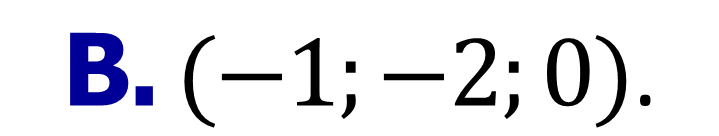 B. (−1; −2; 0).